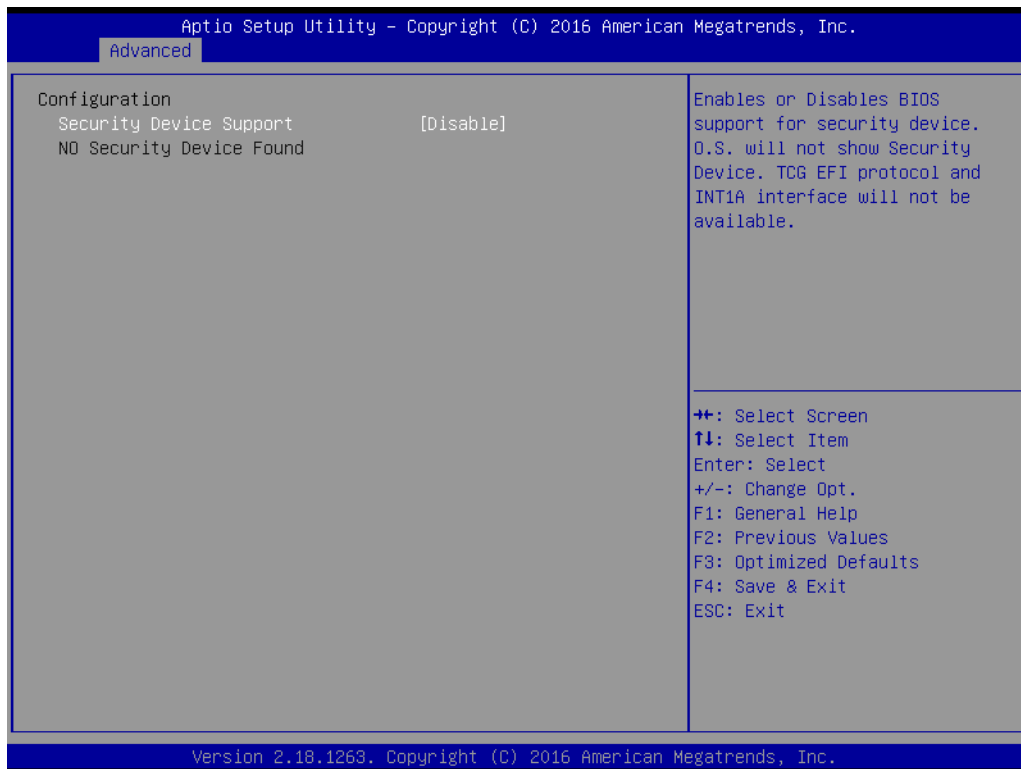 Aptio Setup Utility – Copyright (C) 2016 American Megatrends, Inc.
Advanced
Configuration
Security Device Support [Disable]
NO Security Device Found
Enables or Disables BIOS
support for security device.
O.S. will not show Security
Device. TCG EFI protocol and
INT1A interface will not be
available.
→←: Select Screen
↑↓: Select Item
Enter: Select
+/-: Change Opt.
F1: General Help
F2: Previous Values
F3: Optimized Defaults
F4: Save & Exit
ESC: Exit
Version 2.18.1263. Copyright (C) 2016 American Megatrends, Inc.